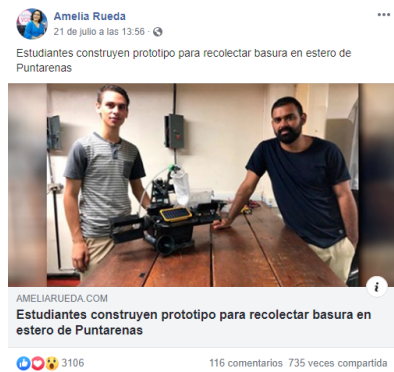 Amelia Rueda
21 de julio a las 13:56 ·
Estudiantes construyen prototipo para recolectar basura en estero de
Puntarenas
AMELIARUEDA.COM
Estudiantes construyen prototipo para recolectar basura en
estero de Puntarenas
3106
116 comentarios 735 veces compartida